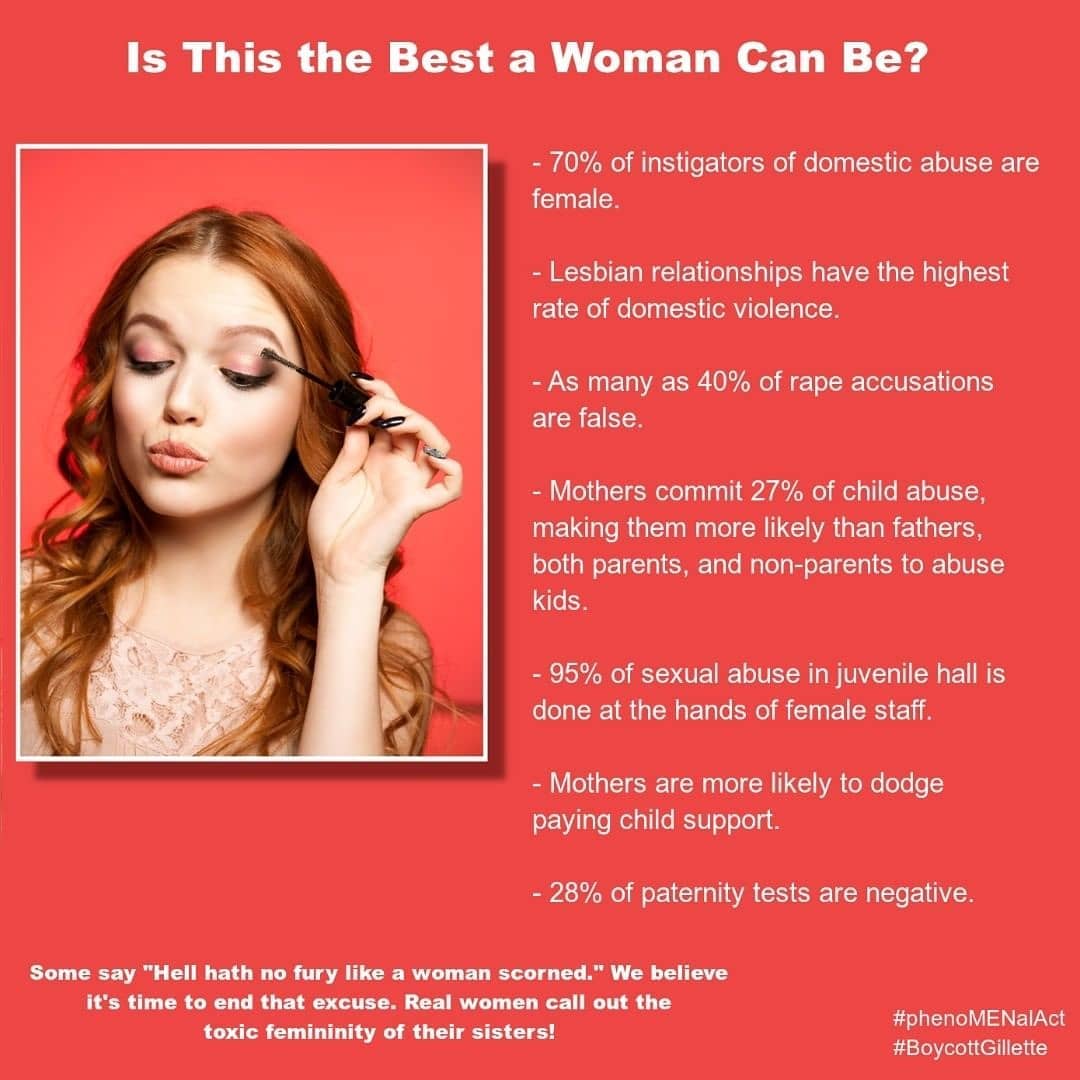 Is This the Best a Woman Can Be?
- 70% of instigators of domestic abuse are
female.
- Lesbian relationships have the highest
rate of domestic violence.
- As many as 40% of rape accusations
are false.
- Mothers commit 27% of child abuse,
making them more likely than fathers,
both parents, and non-parents to abuse
kids.
- 95% of sexual abuse in juvenile hall is
done at the hands of female staff.
- Mothers are more likely to dodge
paying child support.
- 28% of paternity tests are negative.
Some say "Hell hath no fury like a woman scorned." We believe
it's time to end that excuse. Real women call out the
toxic femininity of their sisters!
#phenoMENalAct
#BoycottGillette